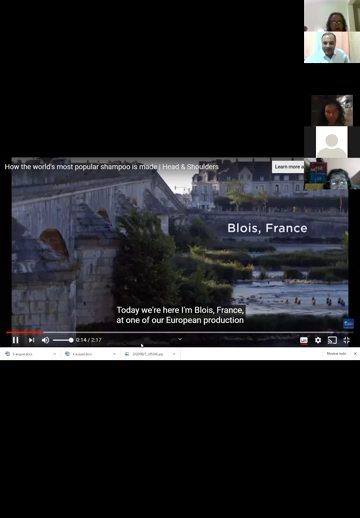 How the world's most popular shampoo is made | Head & Shoulders
Learn more
Blois, France
Today we're here I'm Blois, France,
at one of our European production
0:14 / 2:17